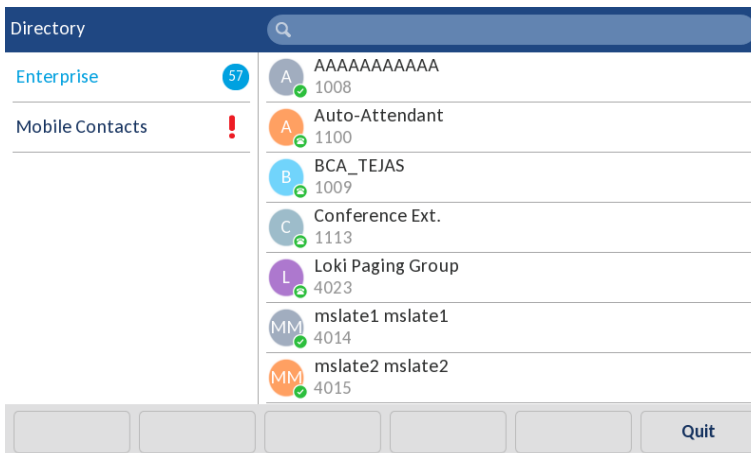 Directory
Enterprise
57
Mobile Contacts
A
AAAAAAAAAAA
1008
A
Auto-Attendant
1100
B
BCA_TEJAS
1009
C
Conference Ext.
1113
L
Loki Paging Group
4023
MM
mslate1 mslate1
4014
MM
mslate2 mslate2
4015
Quit